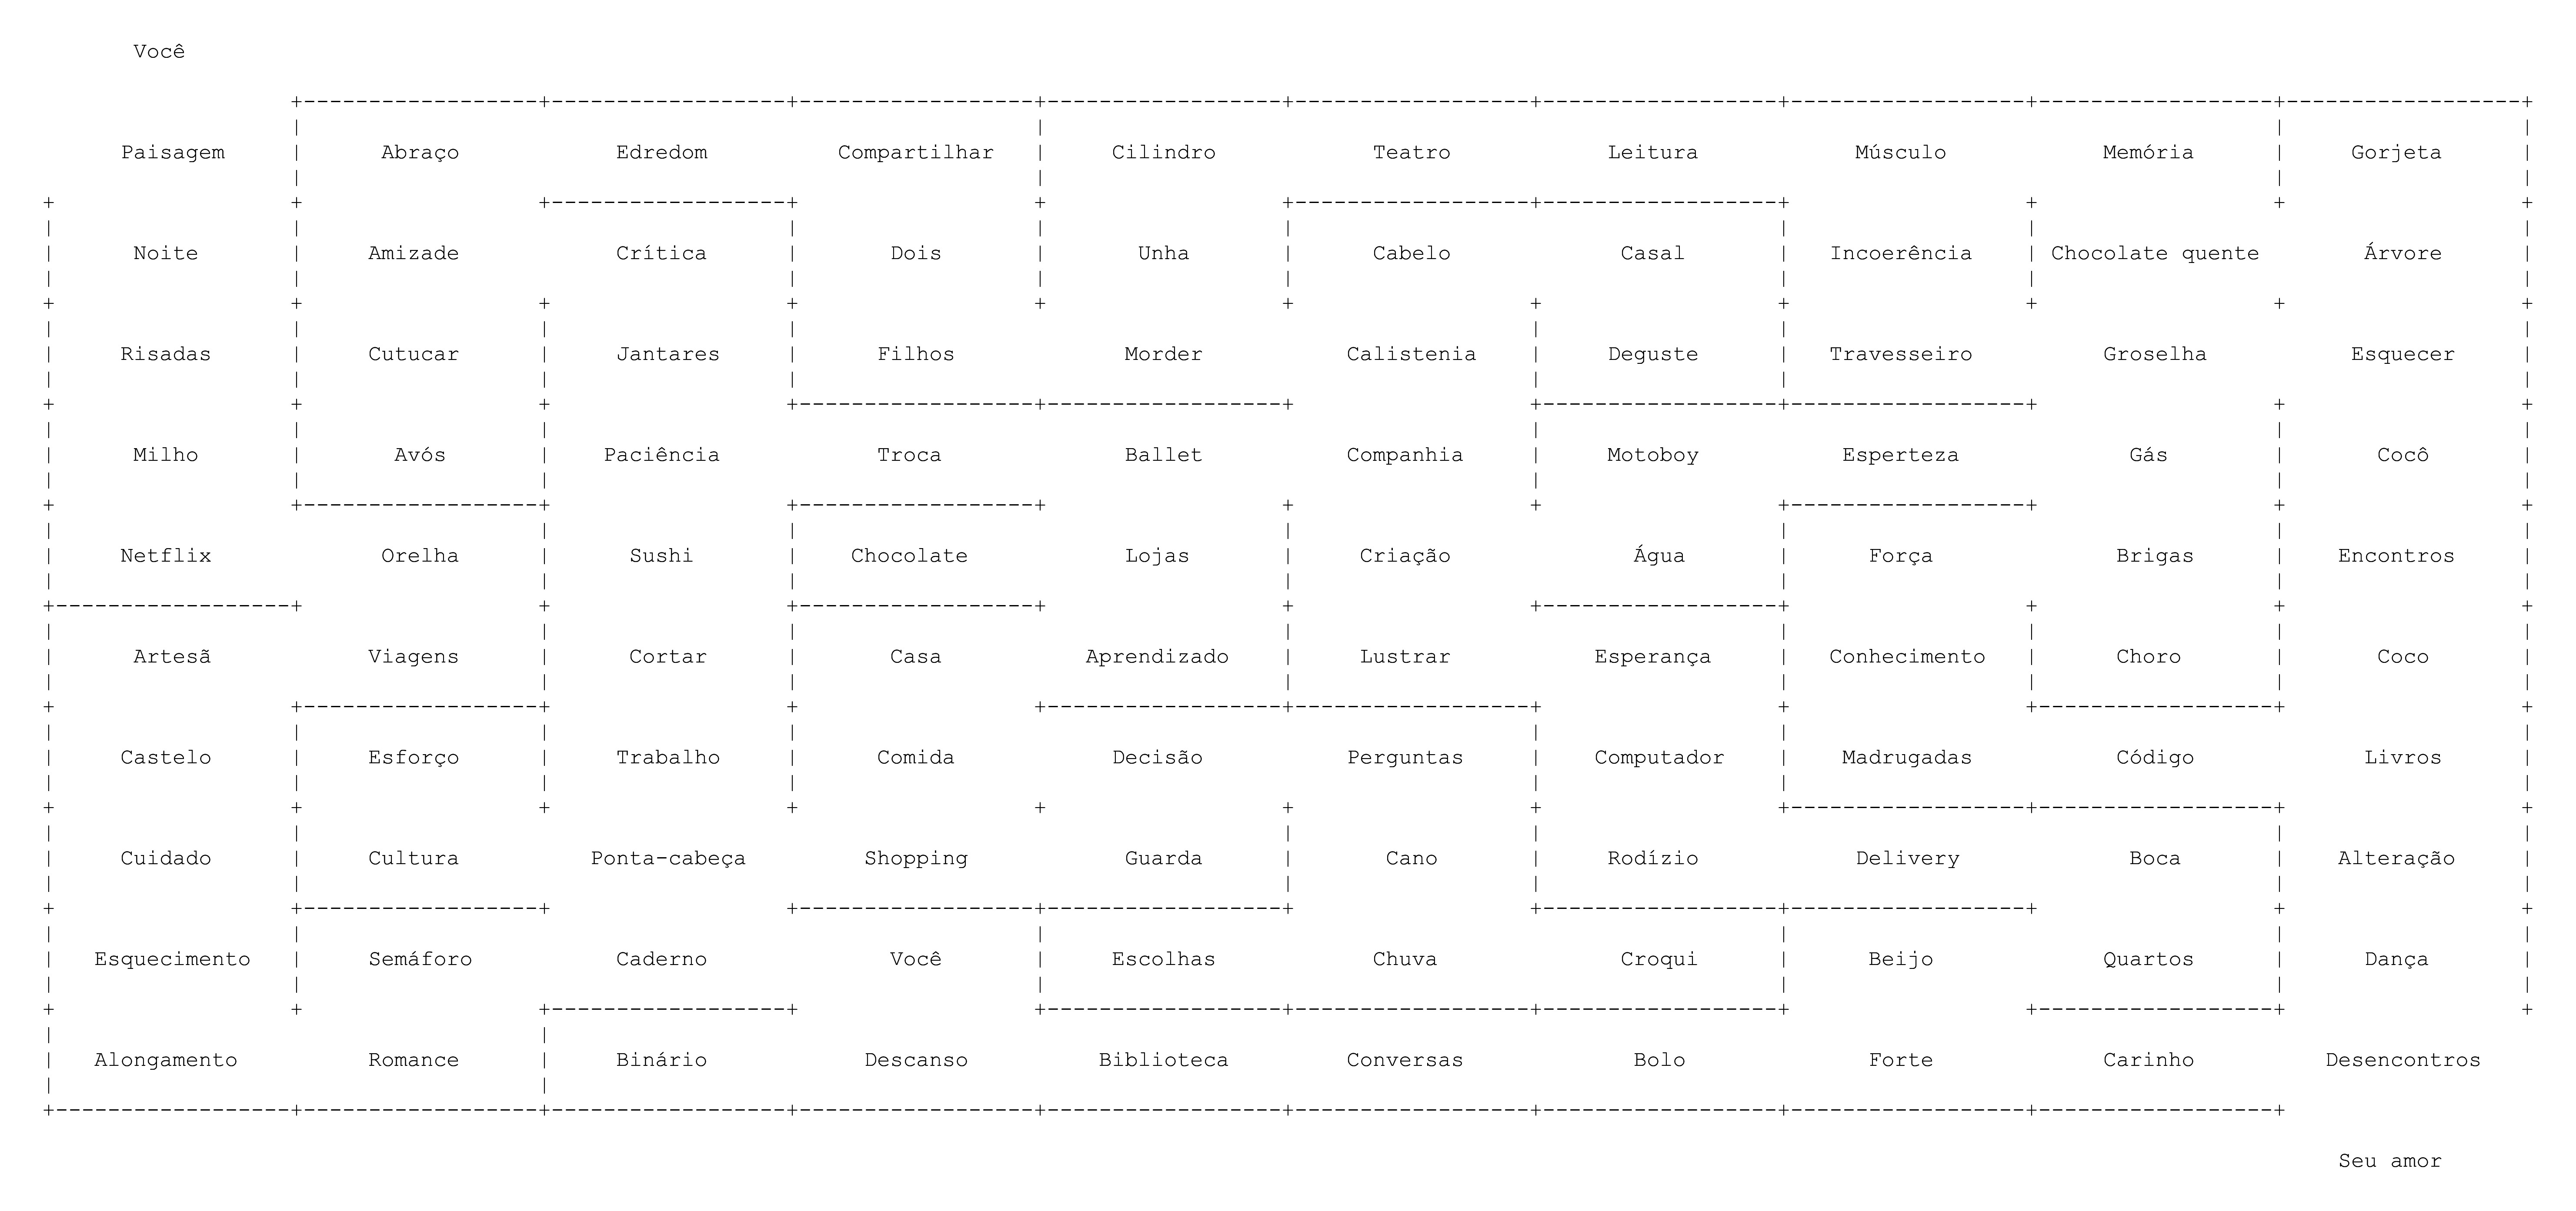 Você
Paisagem Abraço Edredom Compartilhar Cilindro Teatro Leitura Músculo Memória Gorjeta
Noite Amizade Crítica Dois Unha Cabelo Casal Incoerência Chocolate quente Árvore
Risadas Cutucar Jantares Filhos Morder Calistenia Deguste Travesseiro Groselha Esquecer
Milho Avós Paciência Troca Ballet Companhia Motoboy Esperteza Gás Cocô
Netflix Orelha Sushi Chocolate Lojas Criação Água Força Brigas Encontros
Artesã Viagens Cortar Casa Aprendizado Lustrar Esperança Conhecimento Choro Coco
Castelo Esforço Trabalho Comida Decisão Perguntas Computador Madrugadas Código Livros
Cuidado Cultura Ponta-cabeça Shopping Guarda Cano Rodízio Delivery Boca Alteração
Esquecimento Semáforo Caderno Você Escolhas Chuva Croqui Beijo Quartos Dança
Alongamento Romance Binário Descanso Biblioteca Conversas Bolo Forte Carinho Desencontros
Seu amor